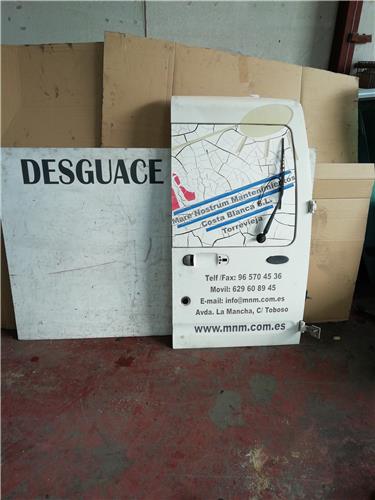 DESGUACE
Mare Nostrum Mantenimientos
Costa Blanca S.L.
Torrevieja
Telf /Fax: 96 570 45 36
Movil: 629 60 89 45
E-mail: info@mnm.com.es
Avda. La Mancha, C/ Toboso
www.mnm.com.es